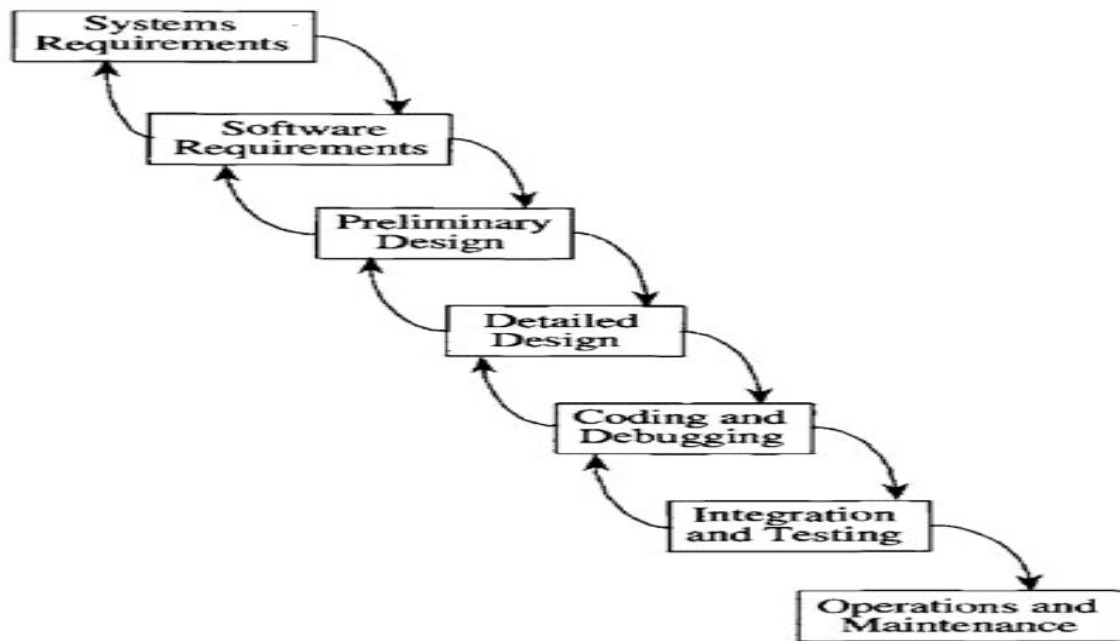 Systems
Requirements
Software
Requirements
Preliminary
Design
Detailed
Design
Coding and
Debugging
Integration
and Testing
Operations and
Maintenance